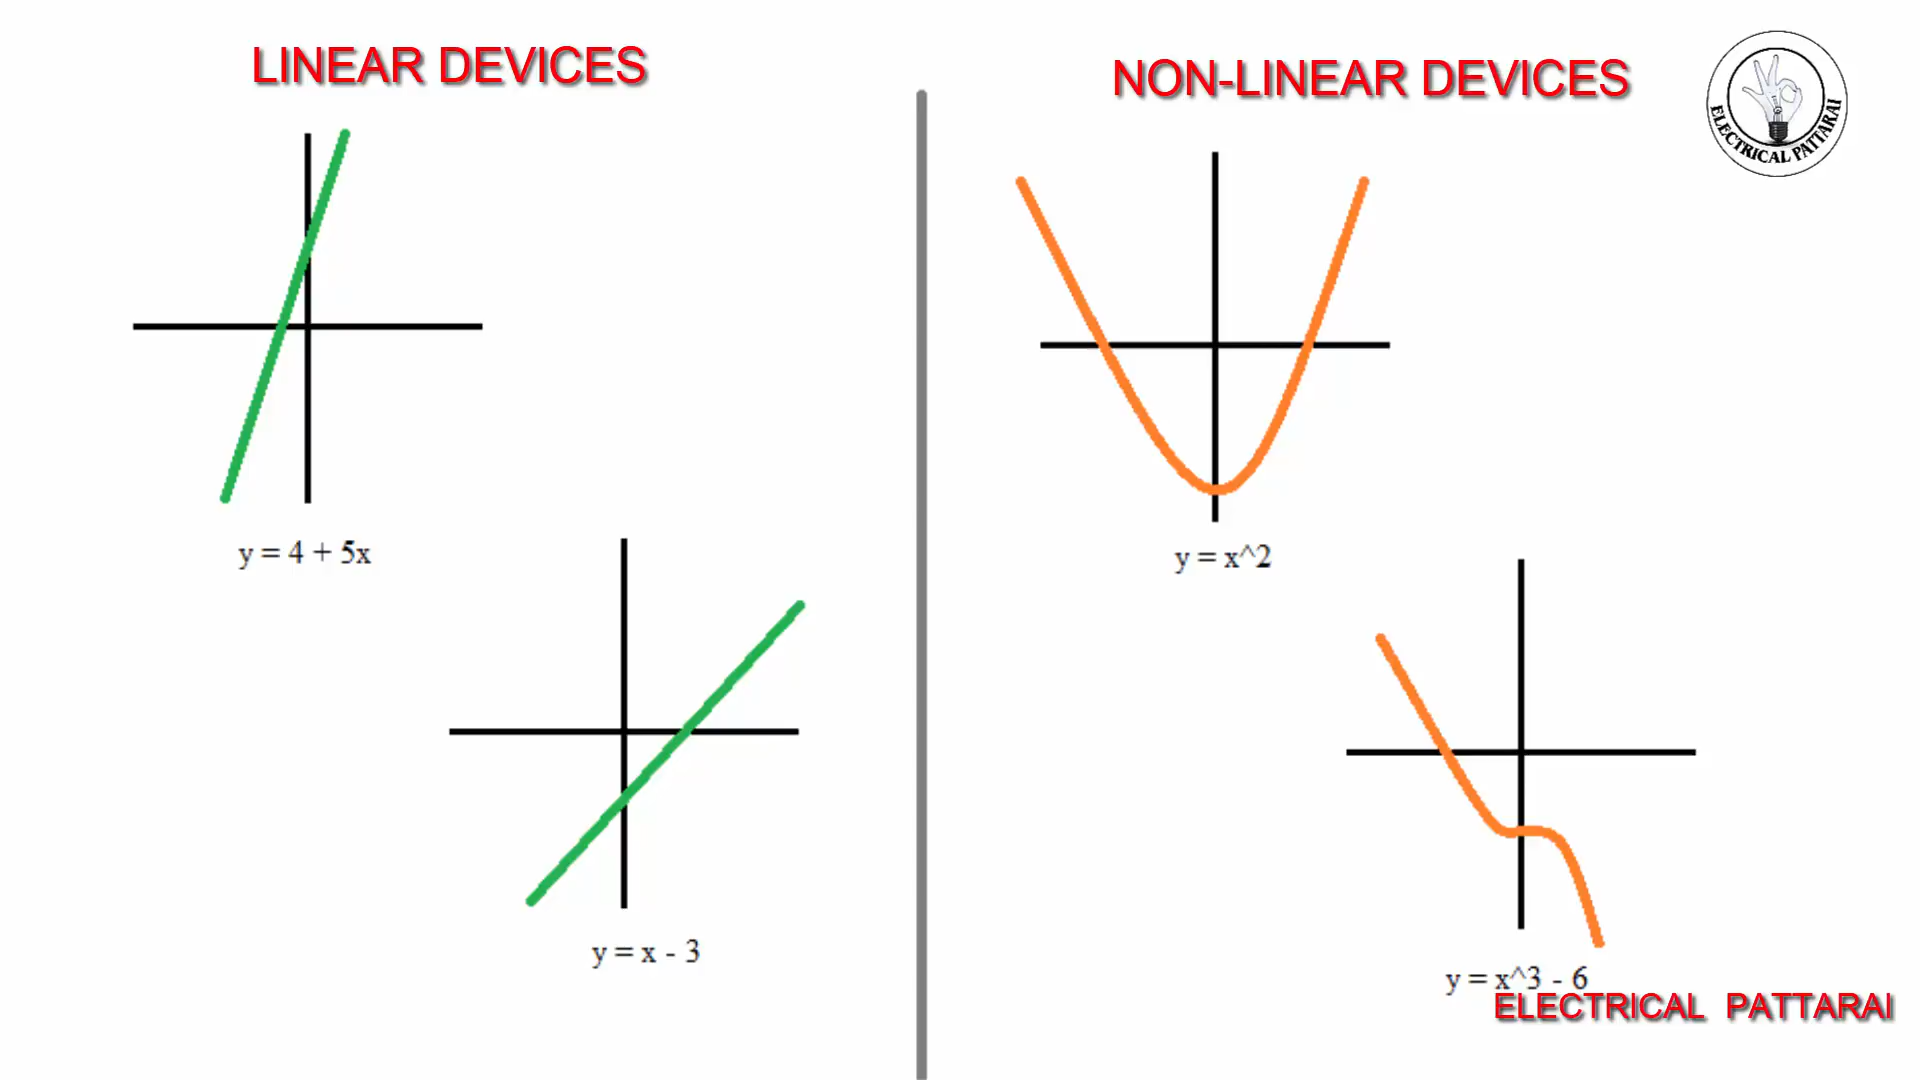 LINEAR DEVICES
NON-LINEAR DEVICES
ELECTRICAL PATTARAI
y = 4 + 5x
y = x^2
y = x - 3
y = x^3 - 6
ELECTRICAL PATTARAI